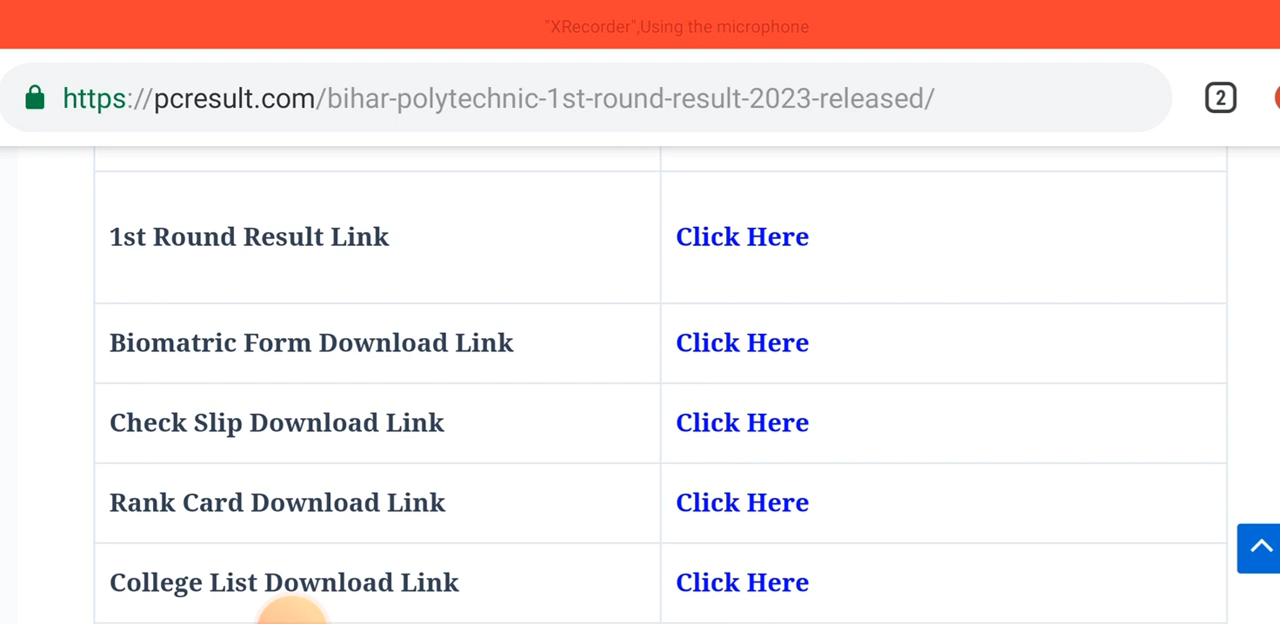 "XRecorder",Using the microphone
https://pcresult.com/bihar-polytechnic-1st-round-result-2023-released/
2
1st Round Result Link Click Here
Biomatric Form Download Link Click Here
Check Slip Download Link Click Here
Rank Card Download Link Click Here
College List Download Link Click Here